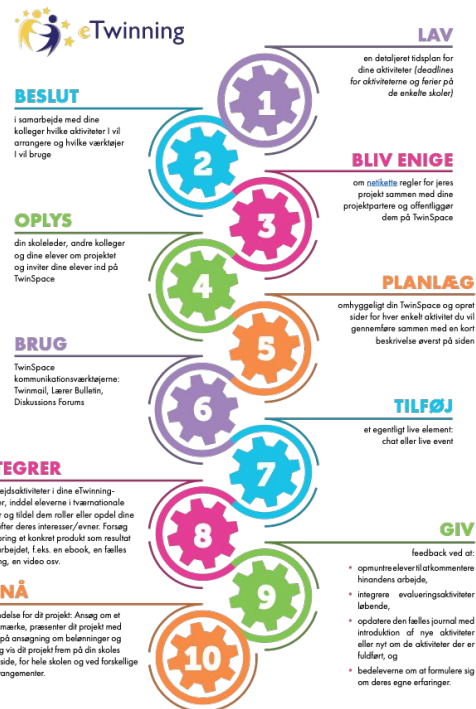 eTwinning
LAV
en detaljeret tidsplan for
dine aktiviteter (deadlines
for aktiviteterne og ferier på
de enkelte skoler)
1
BESLUT
i samarbejde med dine
kolleger hvilke aktiviteter I vil
arrangere og hvilke værktøjer
I vil bruge
2
BLIV ENIGE
om netikette regler for jeres
projekt sammen med dine
projektpartere og offentliggør
dem på TwinSpace
3
OPLYS
din skoleleder, andre kolleger
og dine elever om projektet
og inviter dine elever ind på
TwinSpace
4
PLANLÆG
omhyggeligt din TwinSpace og opret
sider for hver enkelt aktivitet du vil
gennemføre sammen med en kort
beskrivelse øverst på siden
5
BRUG
TwinSpace
kommunikationsværktøjerne:
Twinmail, Lærer Bulletin,
Diskussions Forums
6
TILFØJ
et egentligt live element:
chat eller live event
7
TEGRER
ejdsaktiviteter i dine eTwinning-
er, inddel eleverne i tværnationale
r og tildel dem roller eller opdel dine
efter deres interesser/evner. Forsøg
bring et konkret produkt som resultat
arbejdet, f.eks. en ebook, en fælles
ng, en video osv.
8
GIV
feedback ved at:
• opmuntre elever til at kommentere
hinandens arbejde,
• integrere evalueringsaktiviteter
løbende,
• opdatere den fælles journal med
introduktion af nye aktiviteter
eller nyt om de aktiviteter der er
fuldført, og
• bede leverne om at formulere sig
om deres egne erfaringer.
9
NÅ
ndelse for dit projekt: Ansøg om et
mærke, præsenter dit projekt med
på ansøgning om belønninger og
g vis dit projekt frem på din skoles
side, for hele skolen og ved forskellige
rangementer.
10